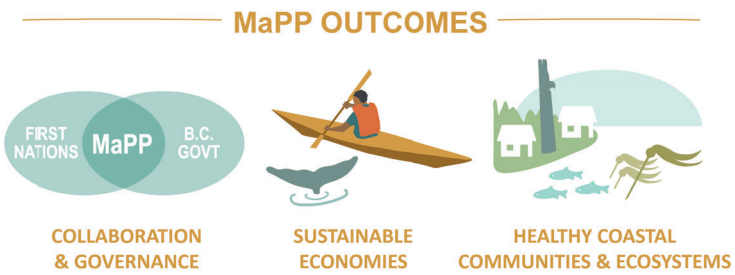 MaPP OUTCOMES
FIRST
NATIONS
MaPP
B.C.
GOVT
COLLABORATION
& GOVERNANCE
SUSTAINABLE
ECONOMIES
HEALTHY COASTAL
COMMUNITIES & ECOSYSTEMS